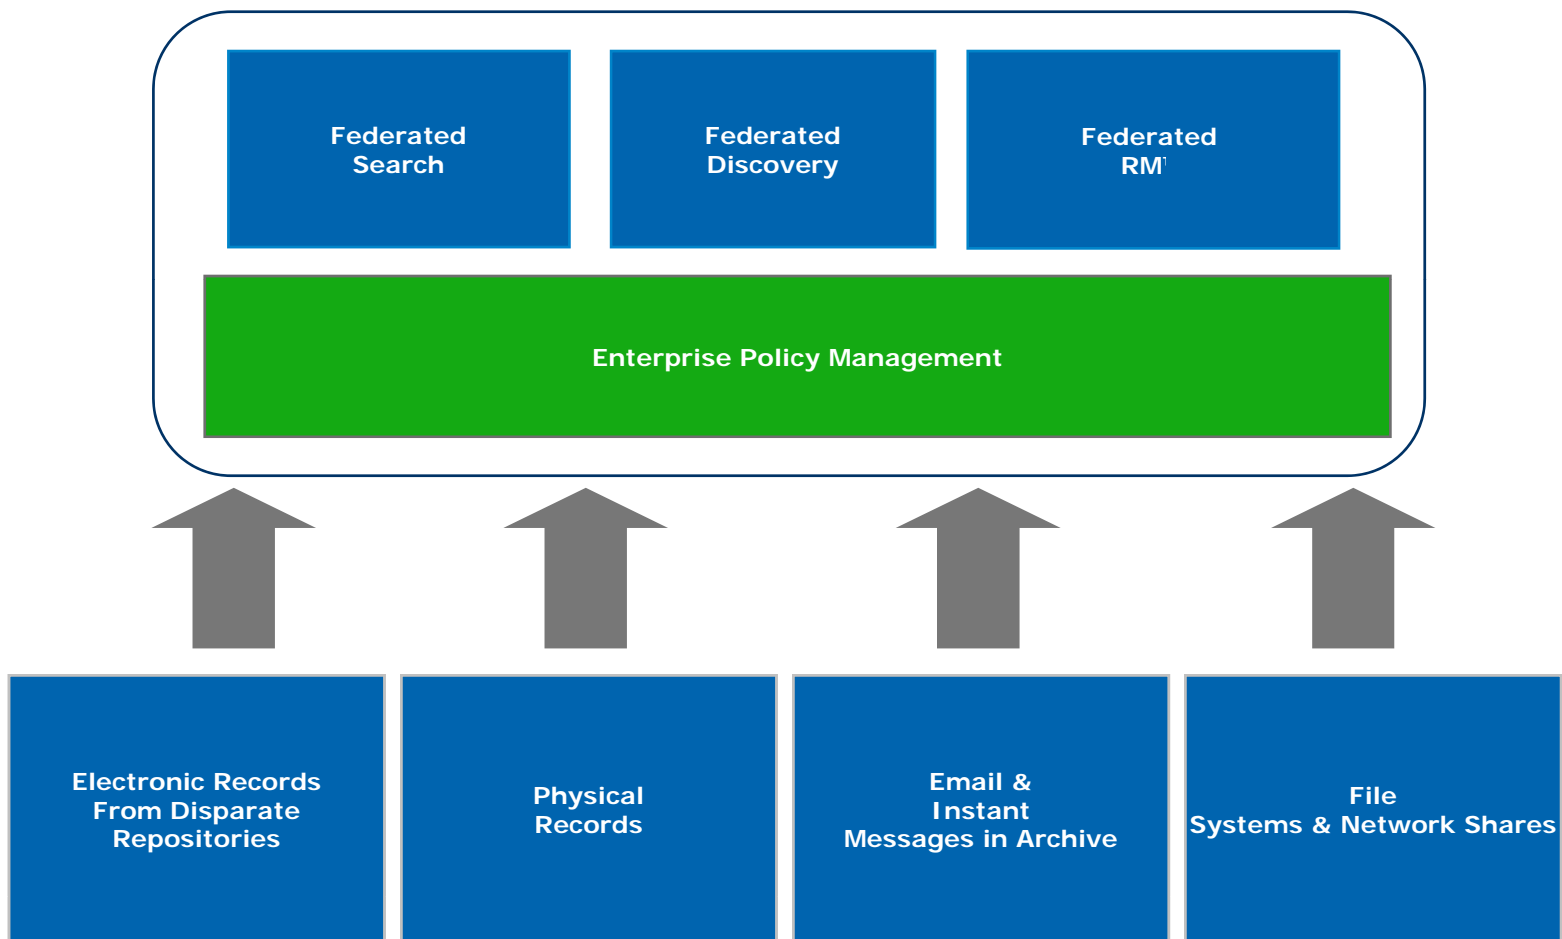 Federated
Search
Federated
Discovery
Federated
RM
Enterprise Policy Management
Electronic Records
From Disparate
Repositories
Physical
Records
Email &
Instant
Messages in Archive
File
Systems & Network Shares